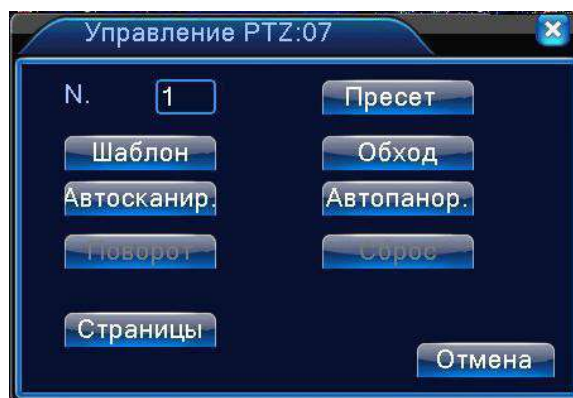 Управление PTZ:07
N. 1 Пресет
Шаблон Обход
Автосканир. Автопанор.
Поворот Сброс
Страницы
Отмена